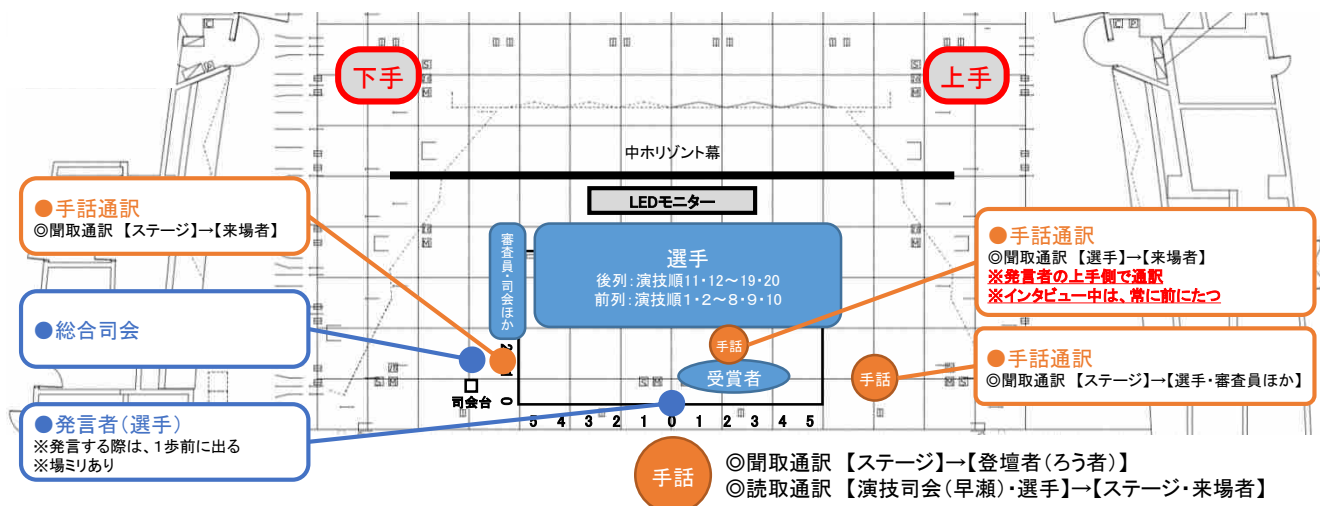 下手
上手
中ホリゾント幕
LEDモニター
●手話通訳
◎聞取通訳 【ステージ】→【来場者】
審査員・司会ほか
選手
後列:演技順11・12～19・20
前列:演技順1・2～8・9・10
●手話通訳
◎聞取通訳 【選手】→【来場者】
※発言者の上手側で通訳
※インタビュー中は、常に前にたつ
●総合司会
手話
受賞者
手話
●手話通訳
◎聞取通訳 【ステージ】→【選手・審査員ほか】
司会台
2
0
●発言者(選手)
※発言する際は、1歩前に出る
※場ミリあり
5 4 3 2 1 0 1 2 3 4 5
手話
◎聞取通訳 【ステージ】→【登壇者(ろう者)】
◎読取通訳 【演技司会(早瀬)・選手】→【ステージ・来場者】